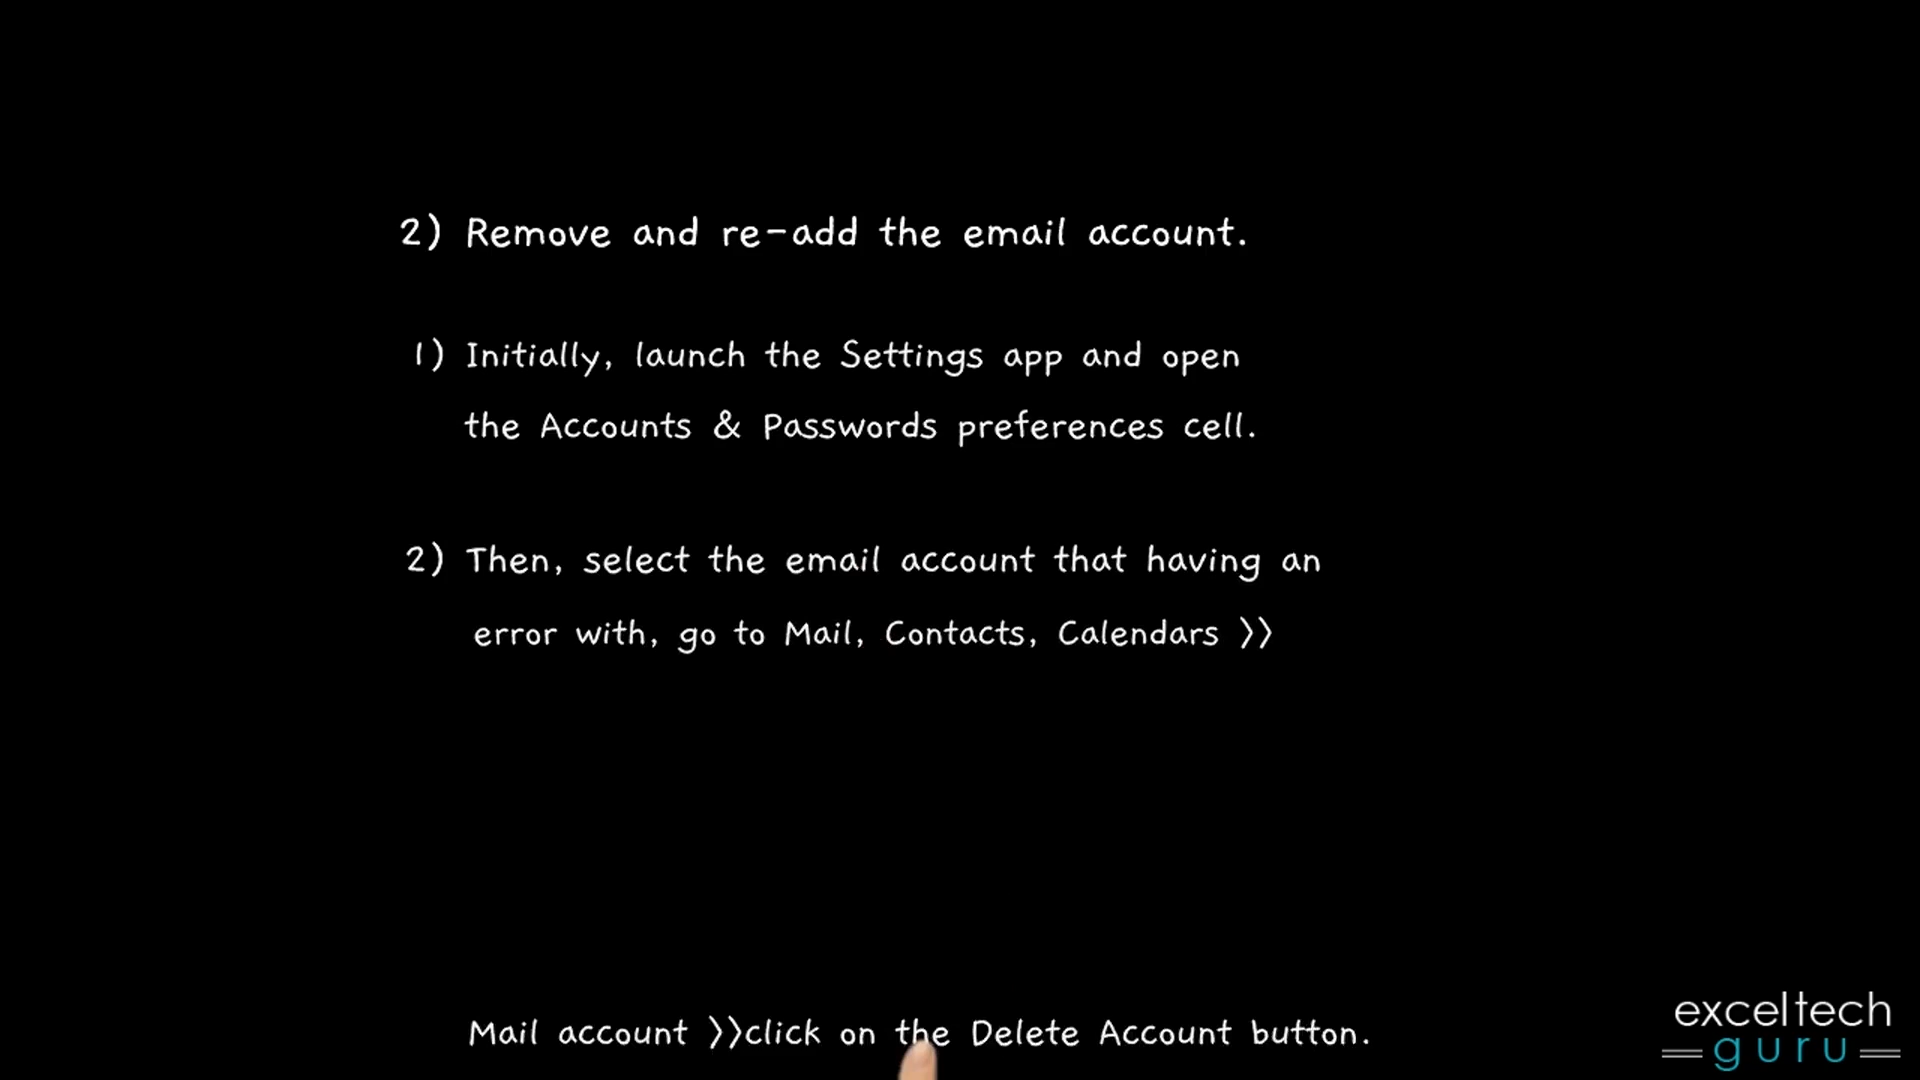 2) Remove and re-add the email account.
1) Initially, launch the Settings app and open
the Accounts & Passwords preferences cell.
2) Then, select the email account that having an
error with, go to Mail, Contacts, Calendars >>
Mail account >>click on the Delete Account button.
exceltech
guru